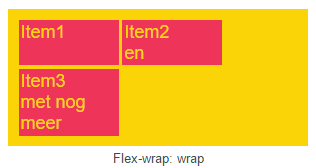 Item1
Item2
en
Item3
met nog
meer
Flex-wrap: wrap